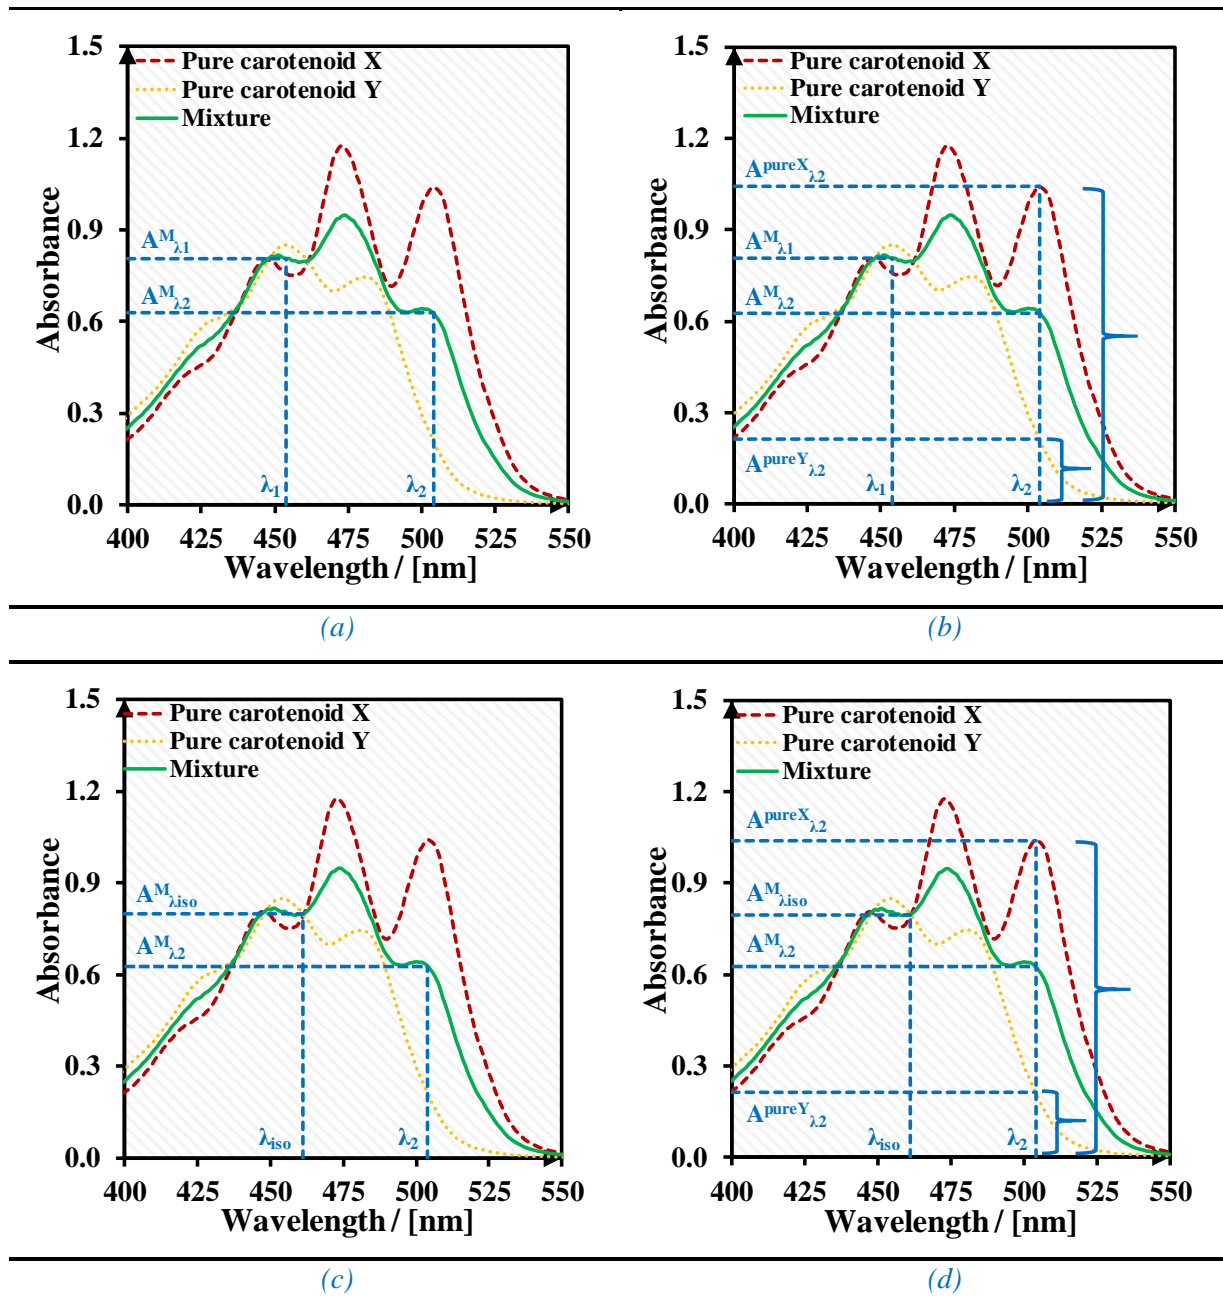 1.5
Pure carotenoid X
Pure carotenoid Y
Mixture
1.2
0.9
0.6
0.3
0.0
Absorbance
A^M_λ1
A^M_λ2
λ1
λ2
400 425 450 475 500 525 550
Wavelength / [nm]
(a)
1.5
Pure carotenoid X
Pure carotenoid Y
Mixture
1.2
0.9
0.6
0.3
0.0
Absorbance
A^pureX_λ2
A^M_λ1
A^M_λ2
A^pureY_λ2
λ1
λ2
400 425 450 475 500 525 550
Wavelength / [nm]
(b)
1.5
Pure carotenoid X
Pure carotenoid Y
Mixture
1.2
0.9
0.6
0.3
0.0
Absorbance
A^M_λiso
A^M_λ2
λiso
λ2
400 425 450 475 500 525 550
Wavelength / [nm]
(c)
1.5
Pure carotenoid X
Pure carotenoid Y
Mixture
1.2
0.9
0.6
0.3
0.0
Absorbance
A^pureX_λ2
A^M_λiso
A^M_λ2
A^pureY_λ2
λiso
λ2
400 425 450 475 500 525 550
Wavelength / [nm]
(d)